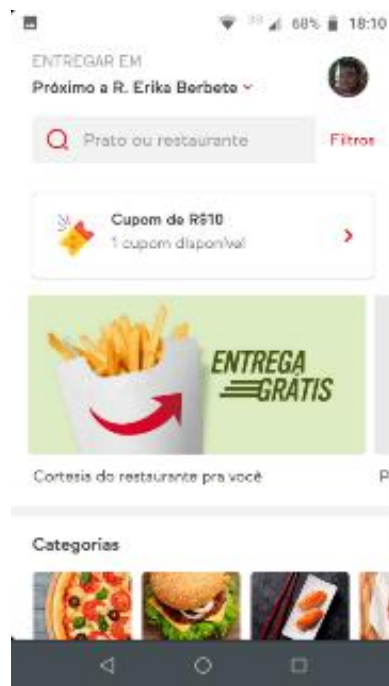 68% 18:10
ENTREGAR EM
Próximo a R. Erika Berbete
Prato ou restaurante
Filtros
Cupom de R$10
1 cupom disponível
ENTREGA
GRÁTIS
Cortesia do restaurante pra você
P
Categorias